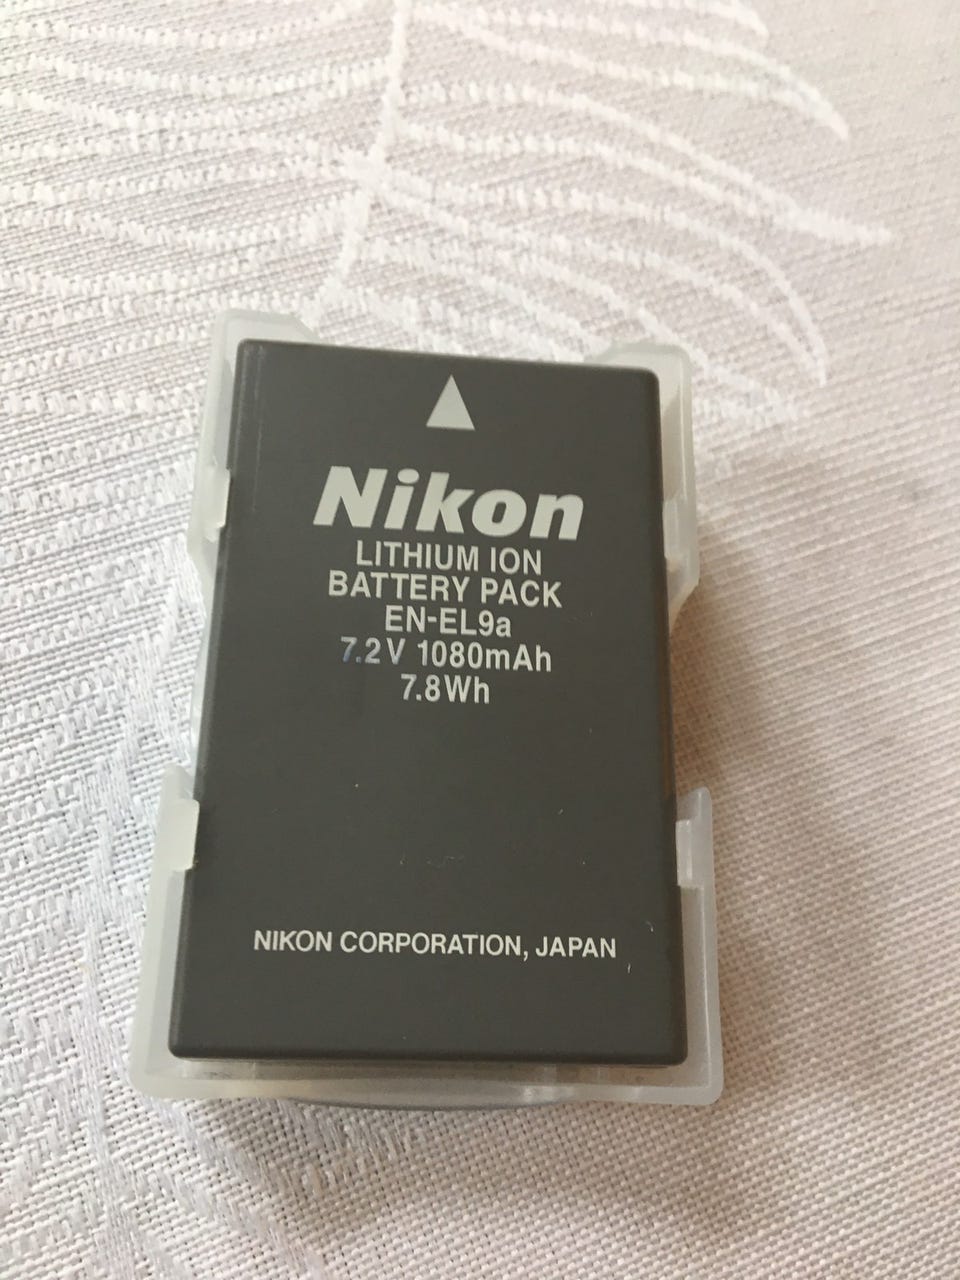 Nikon
LITHIUM ION
BATTERY PACK
EN-EL9a
7.2V 1080mAh
7.8Wh
NIKON CORPORATION, JAPAN